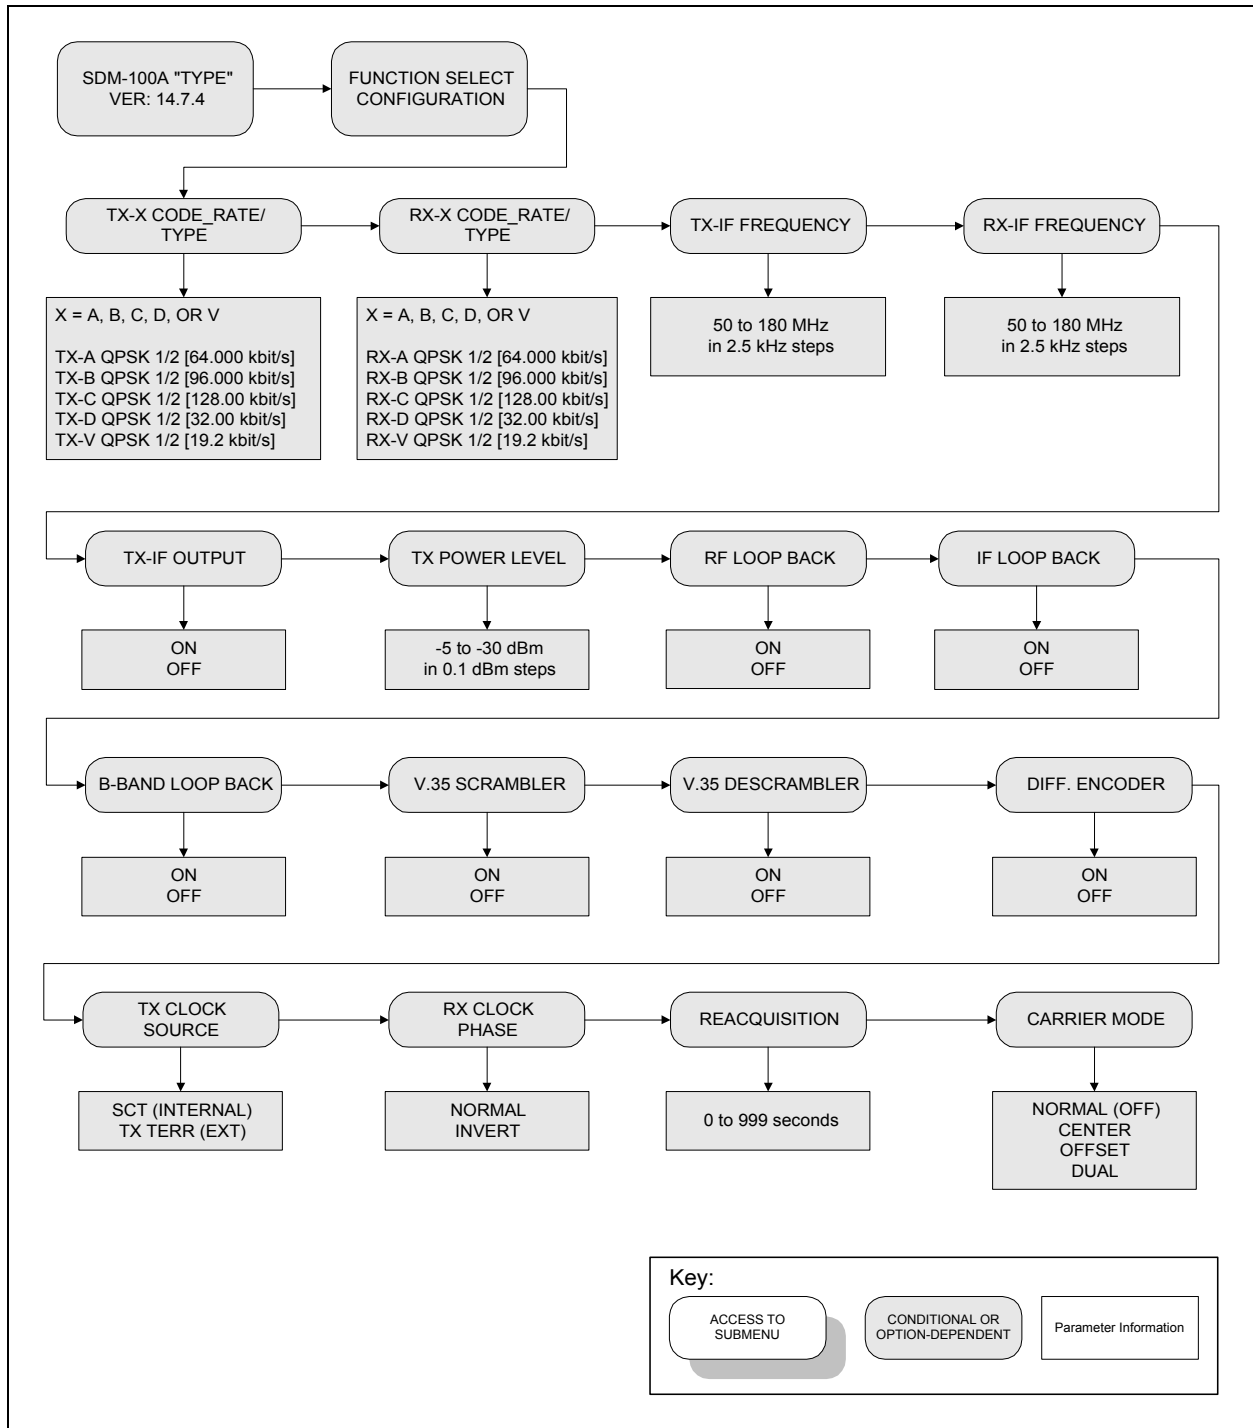 SDM-100A "TYPE"
VER: 14.7.4
FUNCTION SELECT
CONFIGURATION
TX-X CODE_RATE/
TYPE
RX-X CODE_RATE/
TYPE
TX-IF FREQUENCY
RX-IF FREQUENCY
X = A, B, C, D, OR V
TX-A QPSK 1/2 [64.000 kbit/s]
TX-B QPSK 1/2 [96.000 kbit/s]
TX-C QPSK 1/2 [128.00 kbit/s]
TX-D QPSK 1/2 [32.00 kbit/s]
TX-V QPSK 1/2 [19.2 kbit/s]
X = A, B, C, D, OR V
RX-A QPSK 1/2 [64.000 kbit/s]
RX-B QPSK 1/2 [96.000 kbit/s]
RX-C QPSK 1/2 [128.00 kbit/s]
RX-D QPSK 1/2 [32.00 kbit/s]
RX-V QPSK 1/2 [19.2 kbit/s]
50 to 180 MHz
in 2.5 kHz steps
50 to 180 MHz
in 2.5 kHz steps
TX-IF OUTPUT
TX POWER LEVEL
RF LOOP BACK
IF LOOP BACK
ON
OFF
-5 to -30 dBm
in 0.1 dBm steps
ON
OFF
ON
OFF
B-BAND LOOP BACK
V.35 SCRAMBLER
V.35 DESCRAMBLER
DIFF. ENCODER
ON
OFF
ON
OFF
ON
OFF
ON
OFF
TX CLOCK
SOURCE
RX CLOCK
PHASE
REACQUISITION
CARRIER MODE
SCT (INTERNAL)
TX TERR (EXT)
NORMAL
INVERT
0 to 999 seconds
NORMAL (OFF)
CENTER
OFFSET
DUAL
Key:
ACCESS TO
SUBMENU
CONDITIONAL OR
OPTION-DEPENDENT
Parameter Information